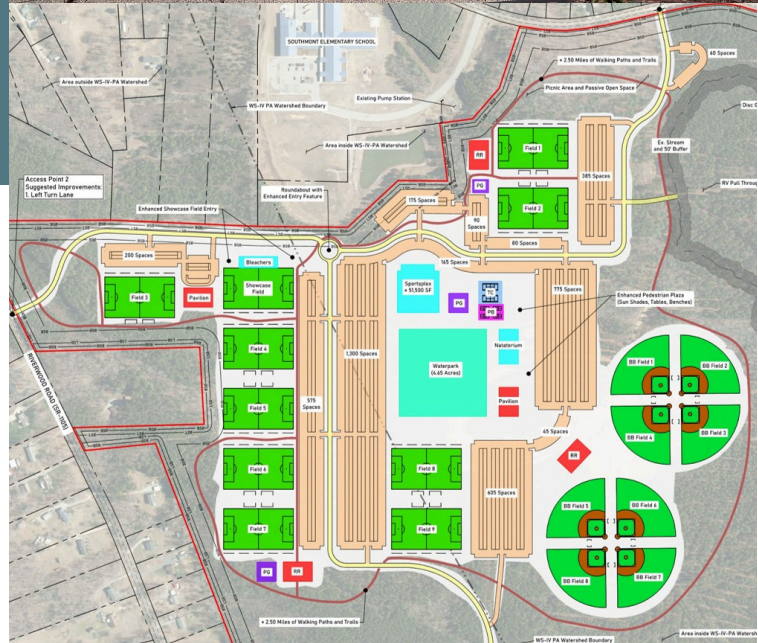 SOUTHMONT ELEMENTARY SCHOOL
60 Spaces
± 2.50 Miles of Walking Paths and Trails
Area outside WS-IV-PA Watershed
Picnic Area and Passive Open Space
Existing Pump Station
WS-IV PA Watershed Boundary
Disc G
Area inside WS-IV-PA Watershed
Ex. Stream
and 50' Buffer
Field 1
RR
385 Spaces
Access Point 2
Suggested Improvements:
1. Left Turn Lane
PG
RV Pull Throug
Roundabout with
Enhanced Entry Feature
175 Spaces
Field 2
Enhanced Showcase Field Entry
90
Spaces
80 Spaces
200 Spaces
Bleachers
165 Spaces
Showcase
Field
Sportsplex
± 51,500 SF
TC
775 Spaces
Field 3
Pavilion
PG
PB
Enhanced Pedestrian Plaza
(Sun Shades, Tables, Benches)
RIVERWOOD ROAD (SR-1105)
Field 4
1,300 Spaces
Natatorium
Waterpark
(4.65 Acres)
BB Field 1
BB Field 2
575
Spaces
Pavilion
Field 5
45 Spaces
BB Field 4
BB Field 3
RR
Field 6
Field 8
605 Spaces
BB Field 5
BB Field 6
Field 7
Field 9
PG
RR
BB Field 8
BB Field 7
± 2.50 Miles of Walking Paths and Trails
WS-IV PA Watershed Boundary
Area inside WS-IV-PA Watersh